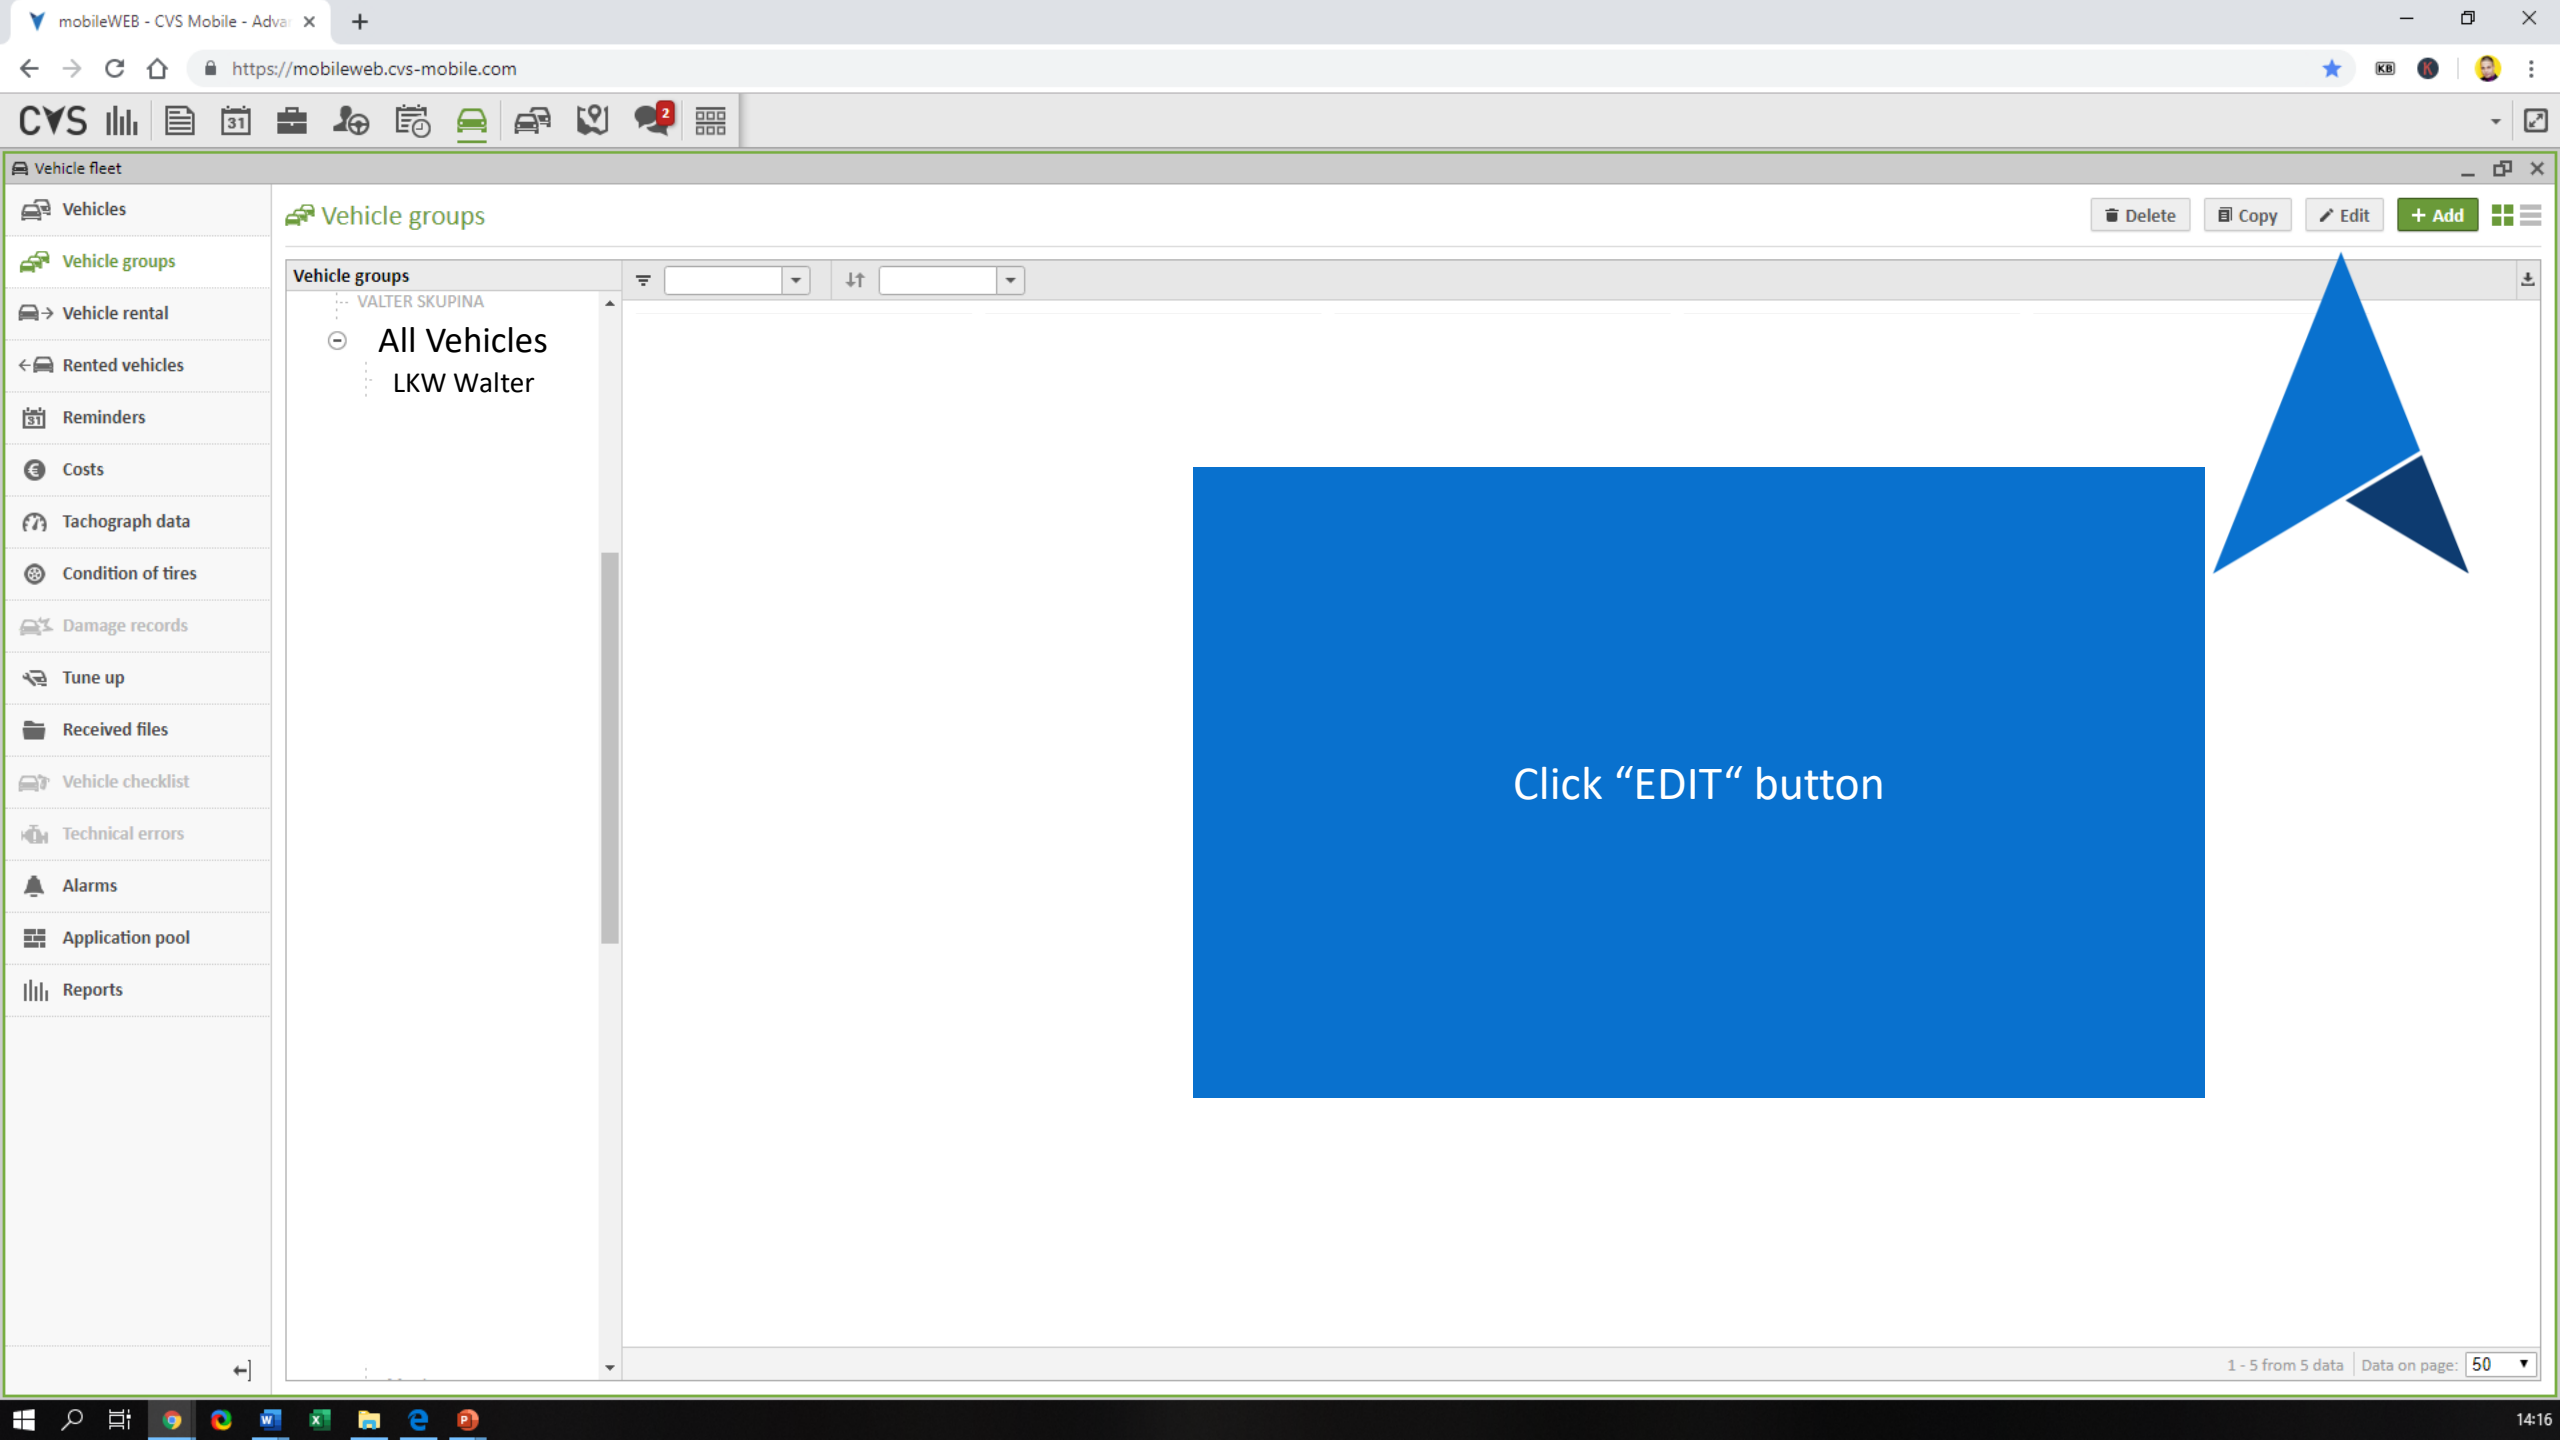 mobileWEB - CVS Mobile - Adva
https://mobileweb.cvs-mobile.com
KB
K
CVS
31
2
Vehicle fleet
Vehicles
Vehicle groups
Vehicle rental
Rented vehicles
31
Reminders
Costs
Tachograph data
Condition of tires
Damage records
Tune up
Received files
Vehicle checklist
Technical errors
Alarms
Application pool
Reports
Vehicle groups
Delete
Copy
Edit
+ Add
Vehicle groups
VALTER SKUPINA
All Vehicles
LKW Walter
Click “EDIT“ button
1 - 5 from 5 data
Data on page: 50
14:16